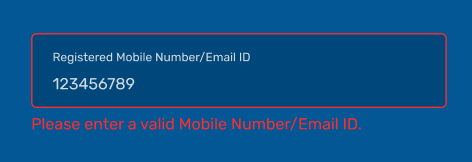 Registered Mobile Number/Email ID
123456789
Please enter a valid Mobile Number/Email ID.